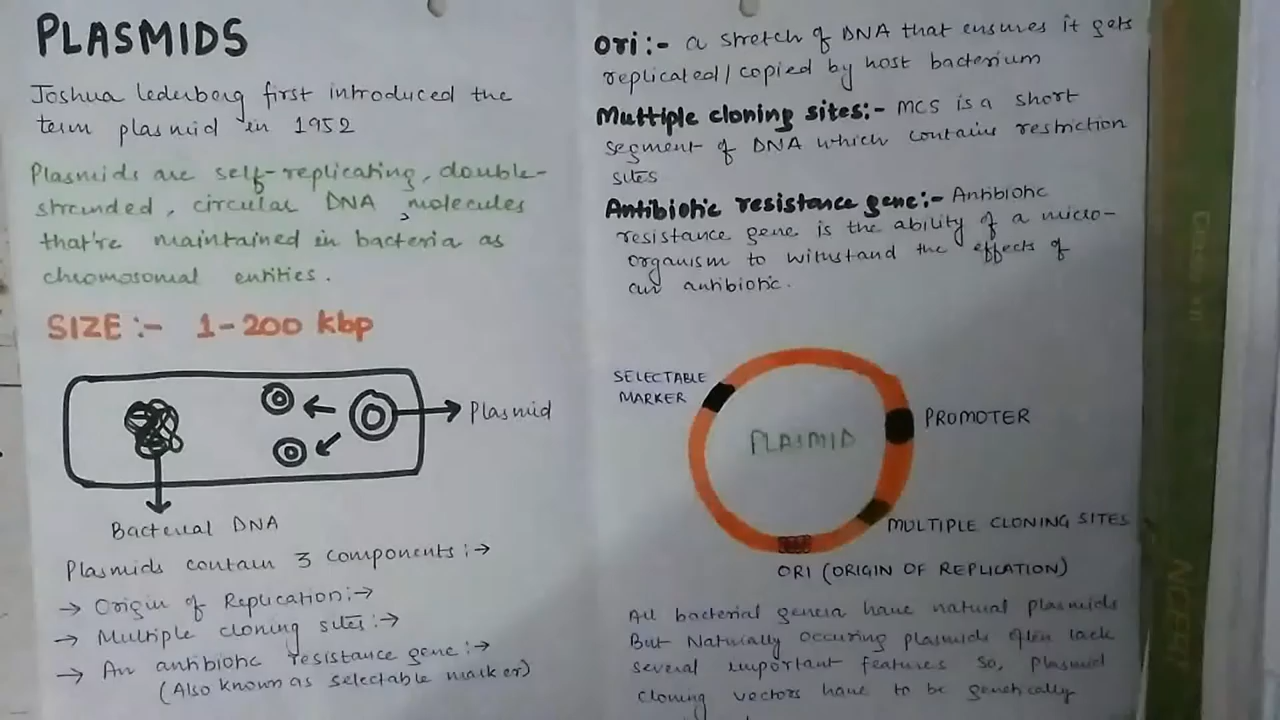 PLASMIDS
Joshua lederberg first introduced the
term plasmid in 1952
Plasmids are self-replicating, double-
stranded, circular DNA, molecules
that're maintained in bacteria as
chromosomal entities.
SIZE :- 1-200 kbp
Plasmid
Bacterial DNA
Plasmids contain 3 components :→
→ Origin of Replication :→
→ Multiple cloning sites :→
→ An antibiotic resistance gene :→
(Also known as selectable marker)
Ori :- a stretch of DNA that ensures it gets
replicated/copied by host bacterium
Multiple cloning sites :- MCS is a short
segment of DNA which contains restriction
sites
Antibiotic resistance gene :- Antibiotic
resistance gene is the ability of a micro-
organism to withstand the effects of
an antibiotic.
SELECTABLE
MARKER
PLASMID
PROMOTER
MULTIPLE CLONING SITES
ORI (ORIGIN OF REPLICATION)
All bacterial genera have natural plasmids
But Naturally occuring plasmids often lack
several important features So, Plasmid
cloning vectors have to be genetically
NCERT